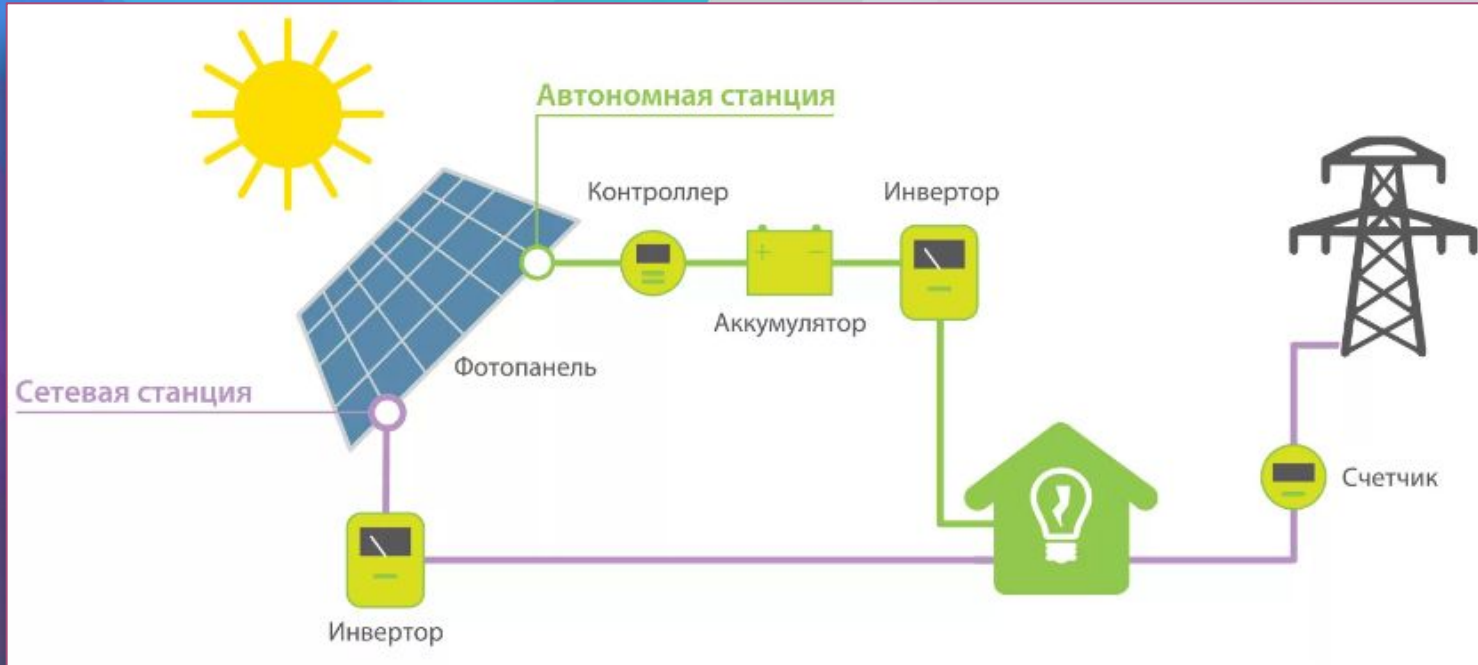 Автономная станция
Контроллер
Инвертор
Аккумулятор
Фотопанель
Сетевая станция
Счетчик
Инвертор